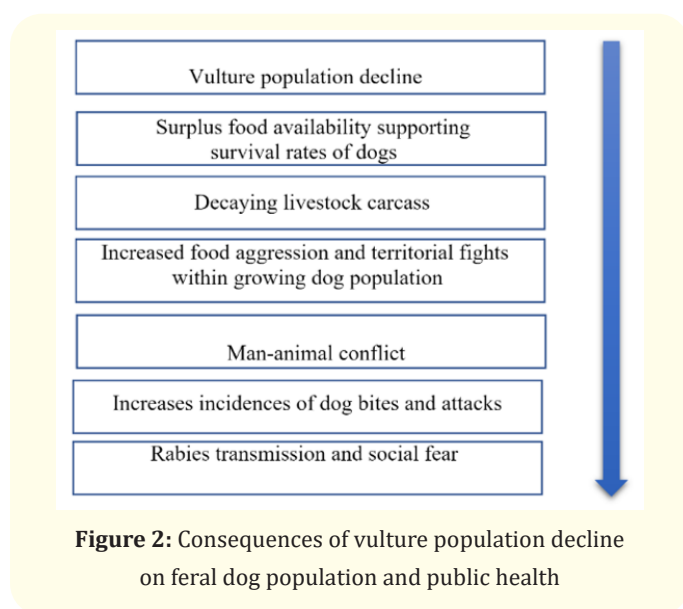 Vulture population decline
Surplus food availability supporting
survival rates of dogs
Decaying livestock carcass
Increased food aggression and territorial fights
within growing dog population
Man-animal conflict
Increases incidences of dog bites and attacks
Rabies transmission and social fear
Figure 2: Consequences of vulture population decline
on feral dog population and public health